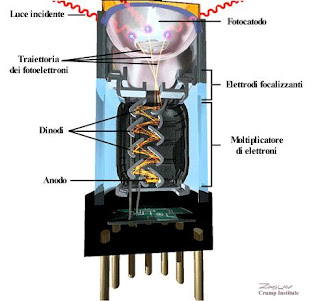 Luce incidente
Fotocatodo
Traiettoria
dei fotoelettroni
Elettrodi focalizzanti
Dinodi
Moltiplicatore
di elettroni
Anodo
Crump Institute